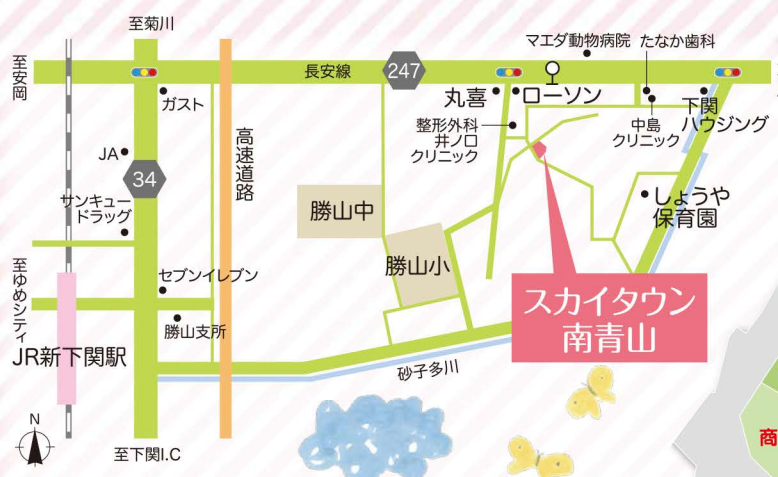 至菊川
至安岡
長安線
247
マエダ動物病院
たなか歯科
ガスト
丸喜
ローソン
下関
ハウジング
整形外科
井ノ口
クリニック
中島
クリニック
JA
34
高速道路
サンキュー
ドラッグ
勝山中
しょうや
保育園
勝山小
至ゆめシティ
セブンイレブン
勝山支所
スカイタウン
南青山
JR新下関駅
砂子多川
N
至下関I.C
商